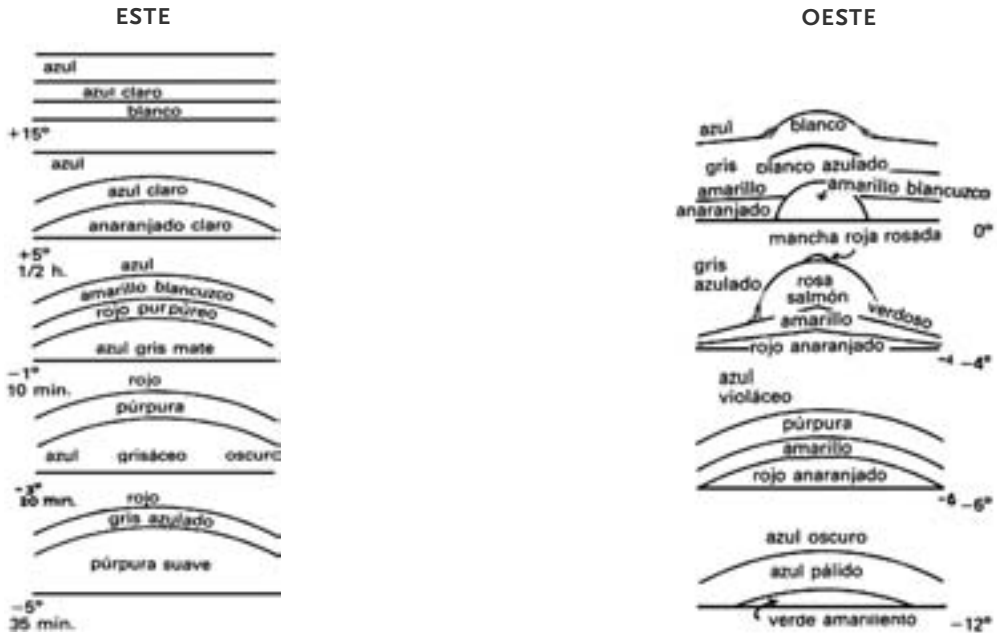 ESTE
azul
azul claro
blanco
+15°
azul
azul claro
anaranjado claro
+5°
1/2 h.
azul
amarillo blancuzco
rojo purpúreo
azul gris mate
−1°
10 min.
rojo
púrpura
azul grisáceo oscuro
−3°
min.
rojo
gris azulado
púrpura suave
−5°
35 min.
OESTE
azul
blanco
gris
blanco azulado
amarillo
amarillo blancuzco
anaranjado
0°
mancha roja rosada
gris
azulado
rosa
salmón
verdoso
amarillo
rojo anaranjado
−4 −4°
azul
violáceo
púrpura
amarillo
rojo anaranjado
−6°
azul oscuro
azul pálido
verde amarillento
−12°